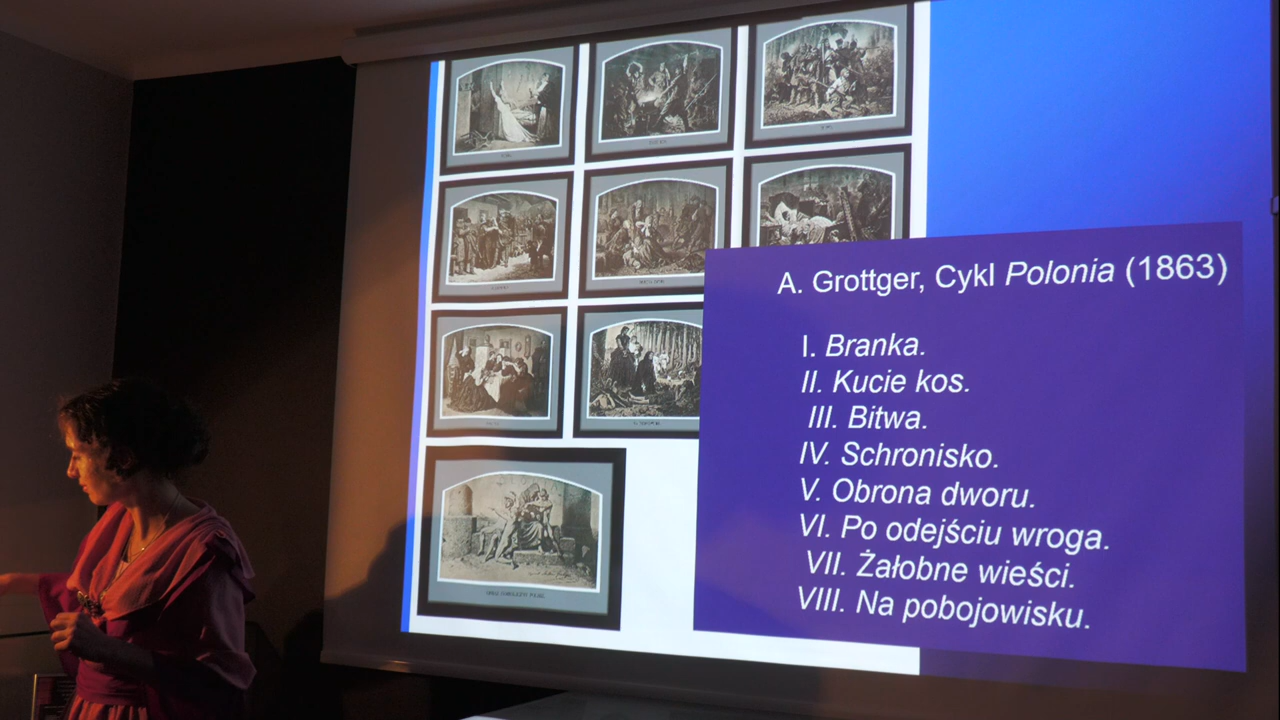 A. Grottger, Cykl Polonia (1863)
I. Branka.
II. Kucie kos.
III. Bitwa.
IV. Schronisko.
V. Obrona dworu.
VI. Po odejściu wroga.
VII. Żałobne wieści.
VIII. Na pobojowisku.